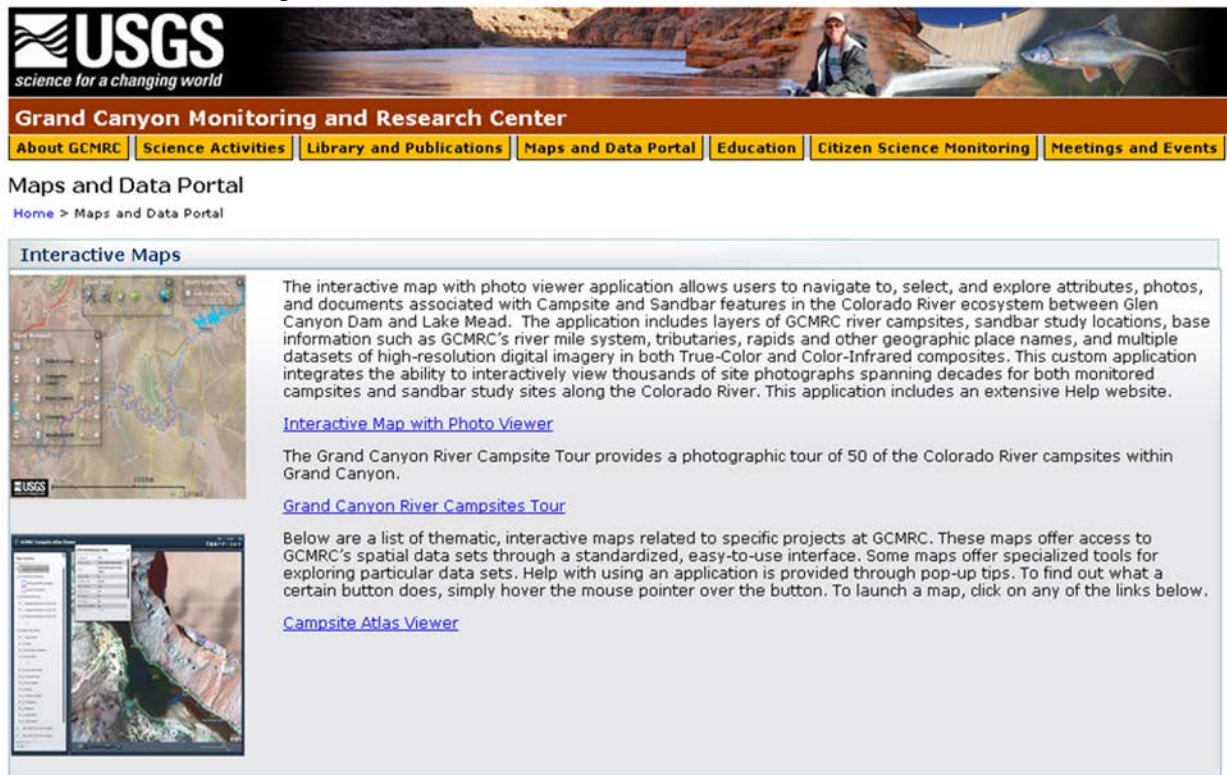 USGS
science for a changing world
Grand Canyon Monitoring and Research Center
About GCMRC Science Activities Library and Publications Maps and Data Portal Education Citizen Science Monitoring Meetings and Events
Maps and Data Portal
Home > Maps and Data Portal
Interactive Maps
The interactive map with photo viewer application allows users to navigate to, select, and explore attributes, photos,
and documents associated with Campsite and Sandbar features in the Colorado River ecosystem between Glen
Canyon Dam and Lake Mead. The application includes layers of GCMRC river campsites, sandbar study locations, base
information such as GCMRC's river mile system, tributaries, rapids and other geographic place names, and multiple
datasets of high-resolution digital imagery in both True-Color and Color-Infrared composites. This custom application
integrates the ability to interactively view thousands of site photographs spanning decades for both monitored
campsites and sandbar study sites along the Colorado River. This application includes an extensive Help website.
Interactive Map with Photo Viewer
The Grand Canyon River Campsite Tour provides a photographic tour of 50 of the Colorado River campsites within
Grand Canyon.
Grand Canyon River Campsites Tour
Below are a list of thematic, interactive maps related to specific projects at GCMRC. These maps offer access to
GCMRC's spatial data sets through a standardized, easy-to-use interface. Some maps offer specialized tools for
exploring particular data sets. Help with using an application is provided through pop-up tips. To find out what a
certain button does, simply hover the mouse pointer over the button. To launch a map, click on any of the links below.
Campsite Atlas Viewer
USGS
GCMRC Campsite Atlas Viewer